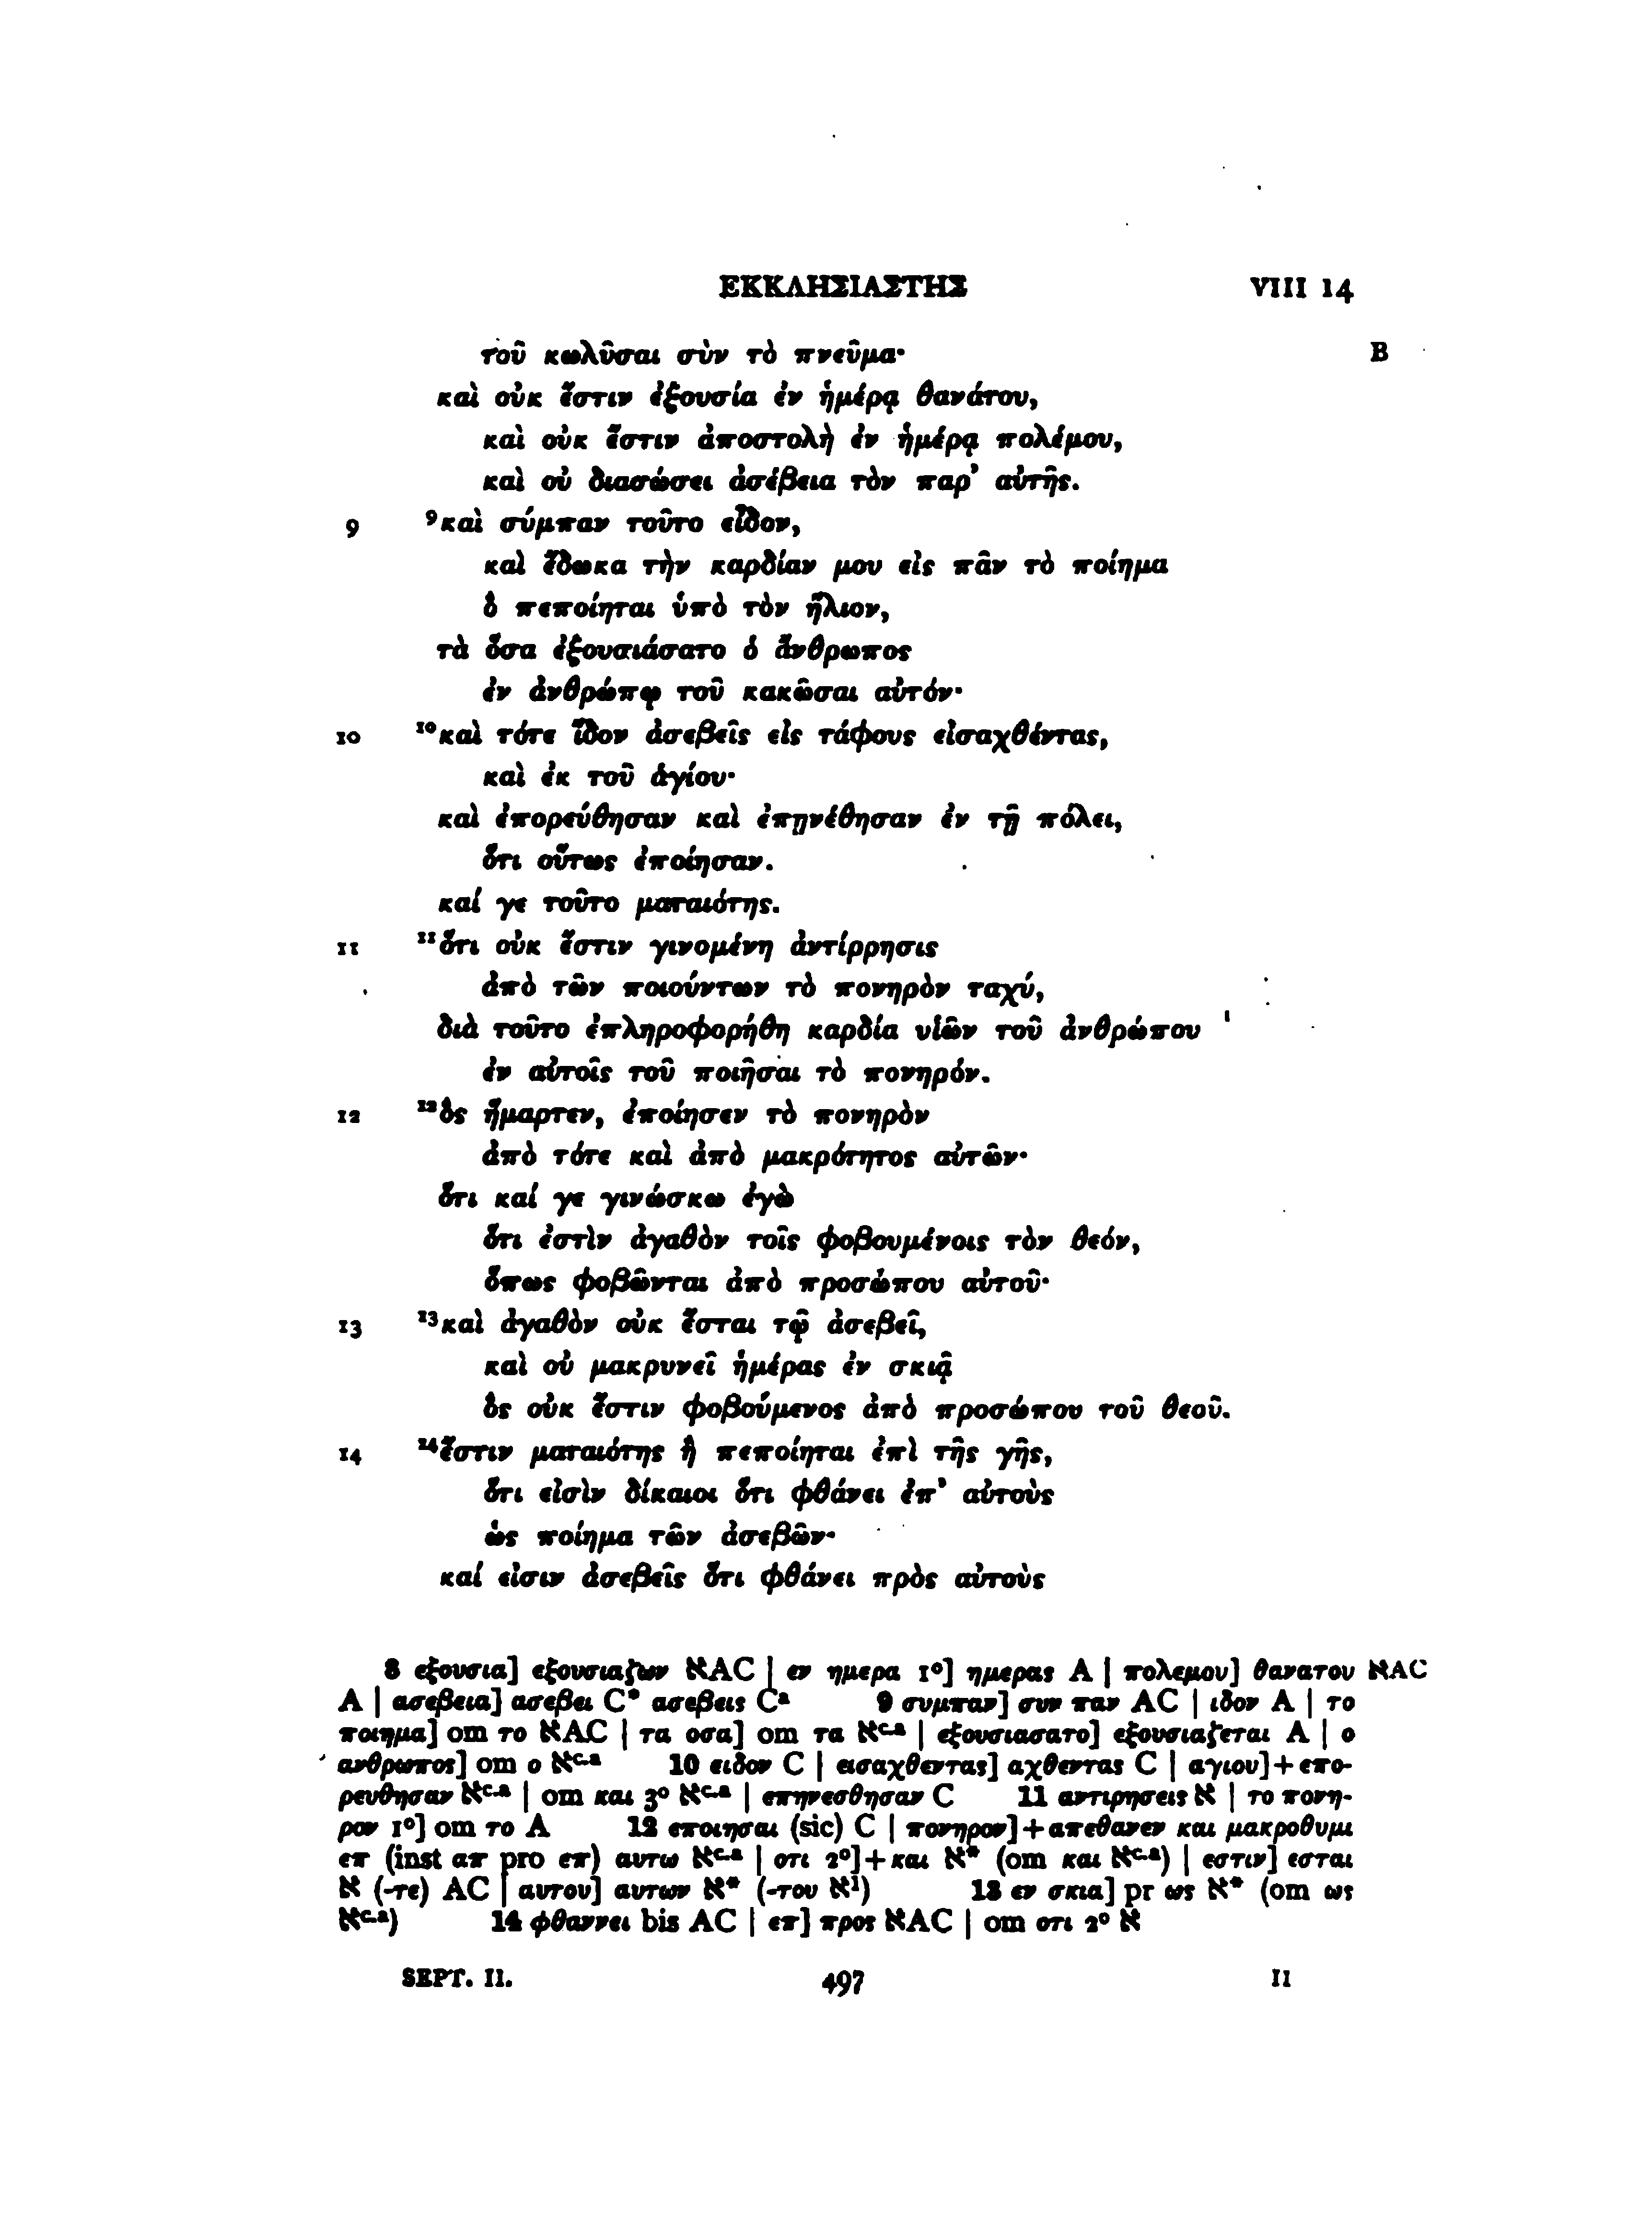 ΕΚΚΛΗΣΙΑΣΤΗΣ VIII 14
τοῦ κωλῦσαι σὺν τὸ πνεῦμα· B
καὶ οὐκ ἔστιν ἐξουσία ἐν ἡμέρᾳ θανάτου,
καὶ οὐκ ἔστιν ἀποστολὴ ἐν ἡμέρᾳ πολέμου,
καὶ οὐ διασώσει ἀσέβεια τὸν παρ’ αὐτῆς.
9 ⁹καὶ σύμπαν τοῦτο εἶδον,
καὶ ἔδωκα τὴν καρδίαν μου εἰς πᾶν τὸ ποίημα
ὃ πεποίηται ὑπὸ τὸν ἥλιον,
τὰ ὅσα ἐξουσιάσατο ὁ ἄνθρωπος
ἐν ἀνθρώπῳ τοῦ κακῶσαι αὐτόν·
10 ¹⁰καὶ τότε ἴδον ἀσεβεῖς εἰς τάφους εἰσαχθέντας,
καὶ ἐκ τοῦ ἁγίου·
καὶ ἐπορεύθησαν καὶ ἐπῃνέθησαν ἐν τῇ πόλει,
ὅτι οὕτως ἐποίησαν.
καί γε τοῦτο ματαιότης.
11 ¹¹ὅτι οὐκ ἔστιν γινομένη ἀντίρρησις
ἀπὸ τῶν ποιούντων τὸ πονηρὸν ταχύ,
διὰ τοῦτο ἐπληροφορήθη καρδία υἱῶν τοῦ ἀνθρώπου
ἐν αὐτοῖς τοῦ ποιῆσαι τὸ πονηρόν.
12 ¹²ὃς ἥμαρτεν, ἐποίησεν τὸ πονηρὸν
ἀπὸ τότε καὶ ἀπὸ μακρότητος αὐτῶν·
ὅτι καί γε γινώσκω ἐγὼ
ὅτι ἐστὶν ἀγαθὸν τοῖς φοβουμένοις τὸν θεόν,
ὅπως φοβῶνται ἀπὸ προσώπου αὐτοῦ·
13 ¹³καὶ ἀγαθὸν οὐκ ἔσται τῷ ἀσεβεῖ,
καὶ οὐ μακρυνεῖ ἡμέρας ἐν σκιᾷ
ὃς οὐκ ἔστιν φοβούμενος ἀπὸ προσώπου τοῦ θεοῦ.
14 ¹⁴ἔστιν ματαιότης ἣ πεποίηται ἐπὶ τῆς γῆς,
ὅτι εἰσὶν δίκαιοι ὅτι φθάνει ἐπ’ αὐτοὺς
ὡς ποίημα τῶν ἀσεβῶν·
καί εἰσιν ἀσεβεῖς ὅτι φθάνει πρὸς αὐτοὺς
8 εξουσια] εξουσιαζων אAC | εν ημερα 1°] ημερας A | πολεμου] θανατου אAC
A | ασεβεια] ασεβει C* ασεβεις Cᵃ 9 συμπαν] συν παν AC | ιδον A | το
ποιημα] om το אAC | τα οσα] om τα אᶜ·ᵃ | εξουσιασατο] εξουσιαζεται A | ο
ανθρωπος] om ο אᶜ·ᵃ 10 ειδον C | εισαχθεντας] αχθεντας C | αγιου]+επο-
ρευθησαν אᶜ·ᵃ | om και 3° אᶜ·ᵃ | επηνεσθησαν C 11 αντιρησεις א | το πονη-
ρον 1°] om το A 12 εποιησαι (sic) C | πονηρον]+απεθανεν και μακροθυμι
επ (inst απ pro επ) αυτω אᶜ·ᵃ | οτι 2°]+και א* (om και אᶜ·ᵃ) | εστιν] εσται
א (-τε) AC | αυτου] αυτων א* (-του א¹) 13 εν σκια] pr ως א* (om ως
אᶜ·ᵃ) 14 φθαννει bis AC | επ] προς אAC | om οτι 2° א
SEPT. II. 497 II